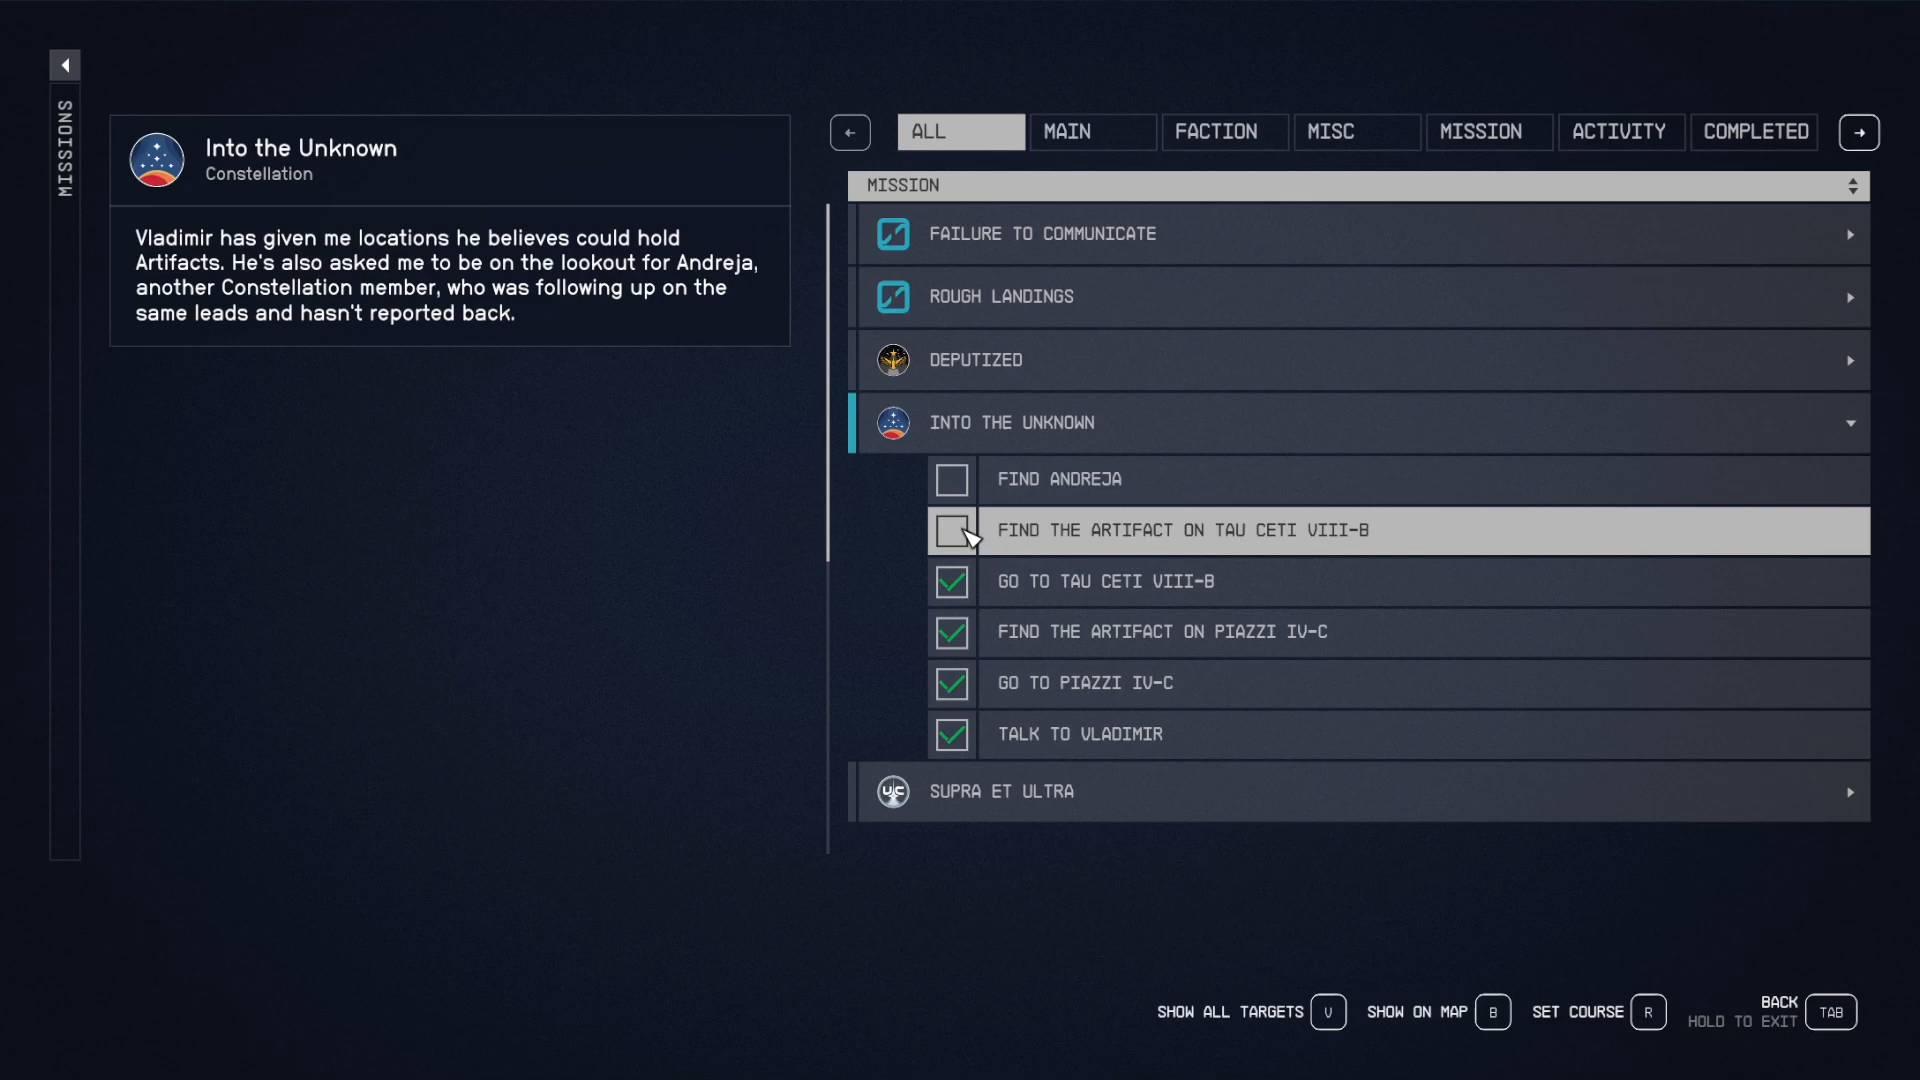 MISSIONS
Into the Unknown
Constellation
Vladimir has given me locations he believes could hold
Artifacts. He's also asked me to be on the lookout for Andreja,
another Constellation member, who was following up on the
same leads and hasn't reported back.
ALL MAIN FACTION MISC MISSION ACTIVITY COMPLETED
MISSION
FAILURE TO COMMUNICATE
ROUGH LANDINGS
DEPUTIZED
INTO THE UNKNOWN
FIND ANDREJA
FIND THE ARTIFACT ON TAU CETI VIII-B
GO TO TAU CETI VIII-B
FIND THE ARTIFACT ON PIAZZI IV-C
GO TO PIAZZI IV-C
TALK TO VLADIMIR
UC SUPRA ET ULTRA
SHOW ALL TARGETS V SHOW ON MAP B SET COURSE R BACK TAB
HOLD TO EXIT